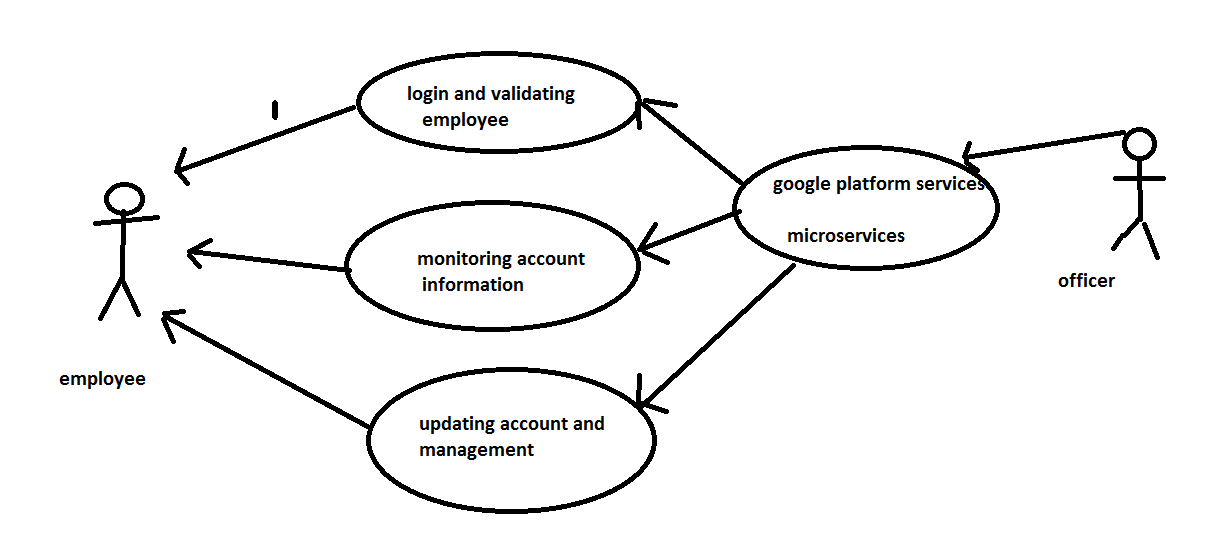 login and validating
employee
google platform services
microservices
monitoring account
information
officer
employee
updating account and
management